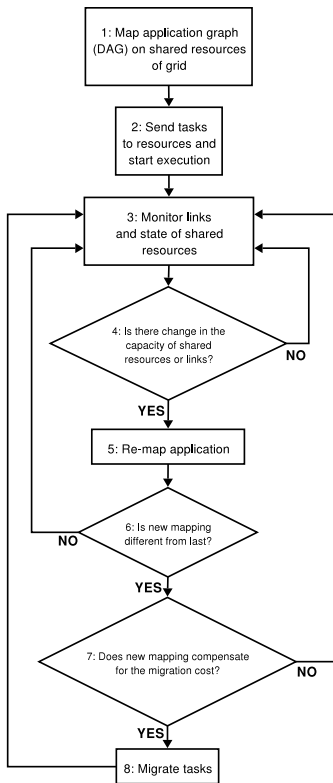 1: Map application graph
(DAG) on shared resources
of grid
2: Send tasks
to resources and
start execution
3: Monitor links
and state of shared
resources
4: Is there change in the
capacity of shared
resources or links?
NO
YES
5: Re-map application
6: Is new mapping
different from last?
NO
YES
7: Does new mapping compensate
for the migration cost?
NO
YES
8: Migrate tasks